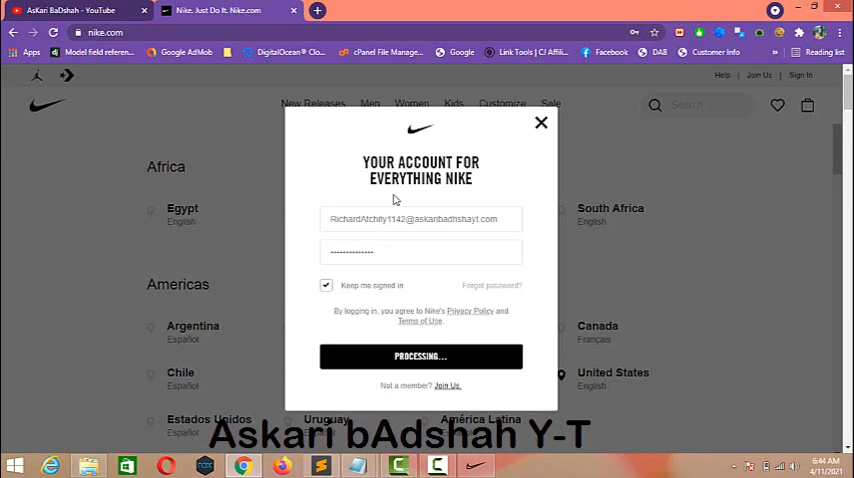 AsKari BaDshah - YouTube
Nike. Just Do It. Nike.com
nike.com
Apps
Model field referen...
Google AdMob
DigitalOcean® Clo...
cPanel File Manage...
Google
Link Tools | CJ Affili...
Facebook
DAB
Customer Info
»
Reading list
Help | Join Us | Sign In
New Releases Men Women Kids Customize Sale
Search
YOUR ACCOUNT FOR
EVERYTHING NIKE
RichardAtchity1142@askaribadhshayt.com
--------------
Keep me signed in
Forgot password?
By logging in, you agree to Nike's Privacy Policy and
Terms of Use.
PROCESSING...
Not a member? Join Us.
Africa
Egypt
English
South Africa
English
Americas
Argentina
Español
Canada
Français
Chile
Español
United States
English
Estados Unidos
Uruguay
América Latina
Askari bAdshah Y-T
6:44 AM
4/11/2021